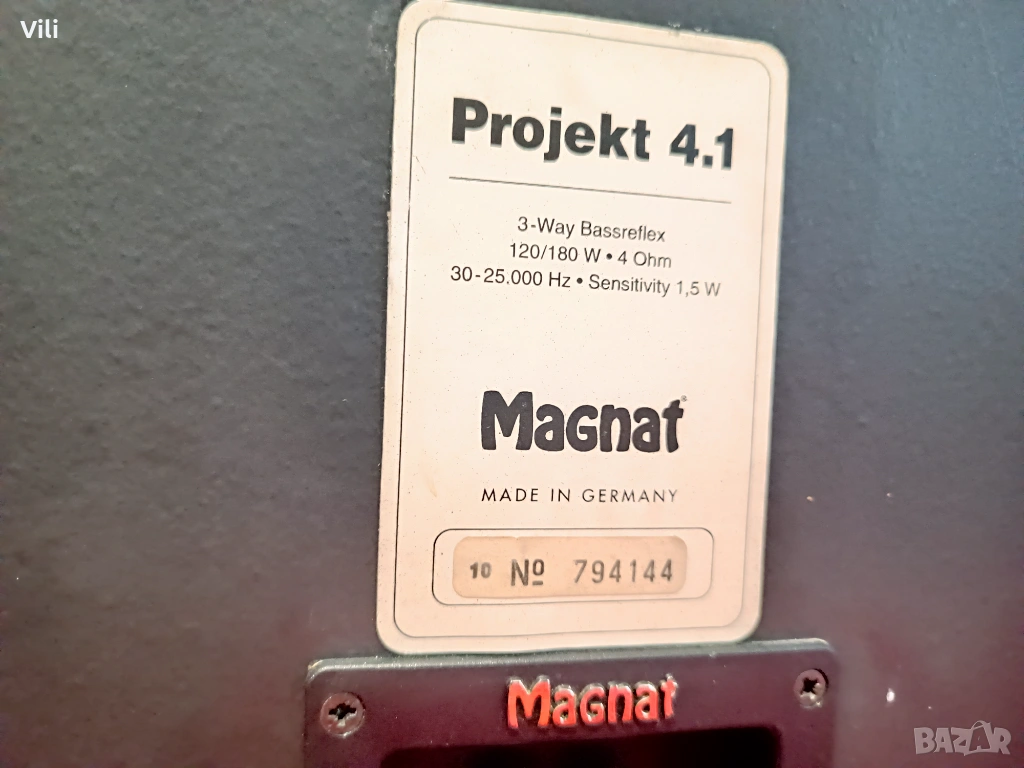 Vili
Projekt 4.1
3-Way Bassreflex
120/180 W • 4 Ohm
30-25.000 Hz • Sensitivity 1,5 W
Magnat®
MADE IN GERMANY
10 Nº 794144
Magnat
BAZAR